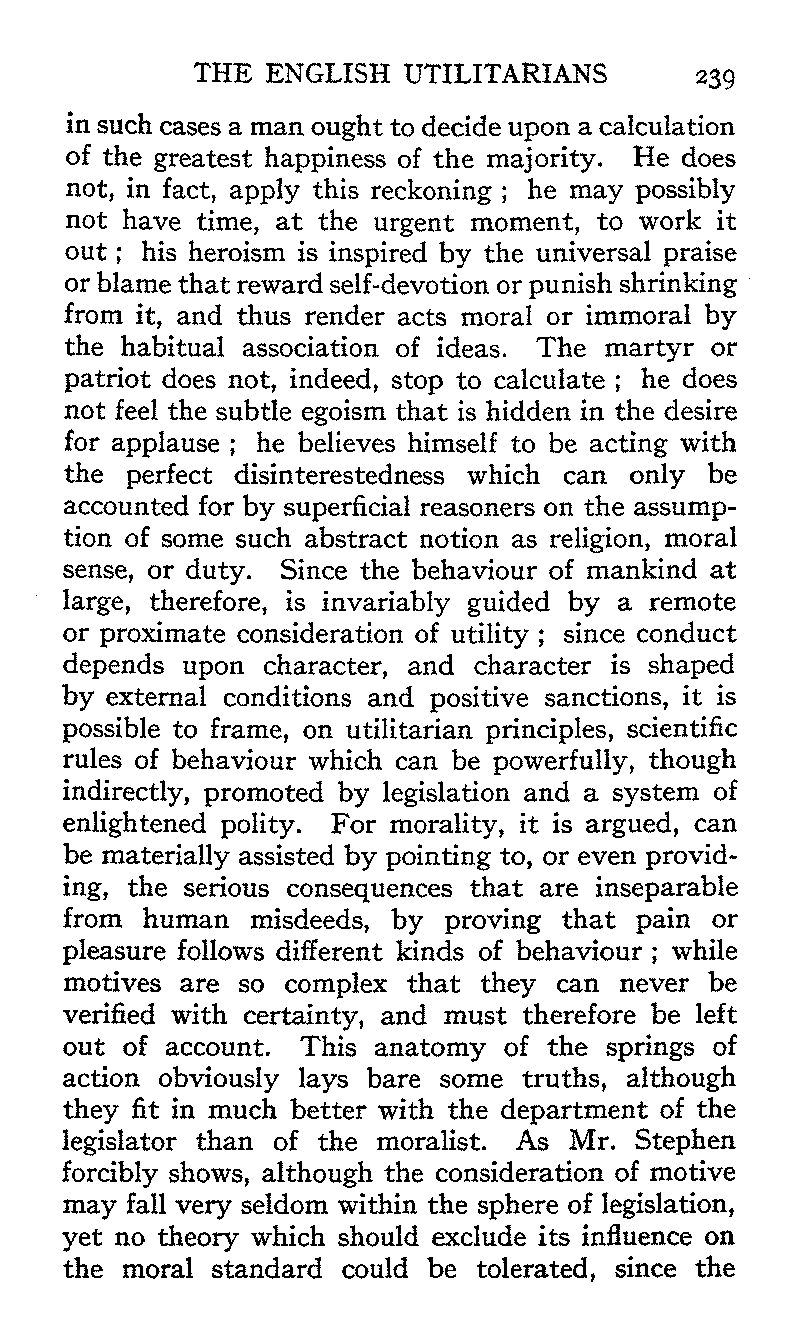 THE ENGLISH UTILITARIANS 239
in such cases a man ought to decide upon a calculation
of the greatest happiness of the majority. He does
not, in fact, apply this reckoning ; he may possibly
not have time, at the urgent moment, to work it
out ; his heroism is inspired by the universal praise
or blame that reward self-devotion or punish shrinking
from it, and thus render acts moral or immoral by
the habitual association of ideas. The martyr or
patriot does not, indeed, stop to calculate ; he does
not feel the subtle egoism that is hidden in the desire
for applause ; he believes himself to be acting with
the perfect disinterestedness which can only be
accounted for by superficial reasoners on the assump-
tion of some such abstract notion as religion, moral
sense, or duty. Since the behaviour of mankind at
large, therefore, is invariably guided by a remote
or proximate consideration of utility ; since conduct
depends upon character, and character is shaped
by external conditions and positive sanctions, it is
possible to frame, on utilitarian principles, scientific
rules of behaviour which can be powerfully, though
indirectly, promoted by legislation and a system of
enlightened polity. For morality, it is argued, can
be materially assisted by pointing to, or even provid-
ing, the serious consequences that are inseparable
from human misdeeds, by proving that pain or
pleasure follows different kinds of behaviour ; while
motives are so complex that they can never be
verified with certainty, and must therefore be left
out of account. This anatomy of the springs of
action obviously lays bare some truths, although
they fit in much better with the department of the
legislator than of the moralist. As Mr. Stephen
forcibly shows, although the consideration of motive
may fall very seldom within the sphere of legislation,
yet no theory which should exclude its influence on
the moral standard could be tolerated, since the